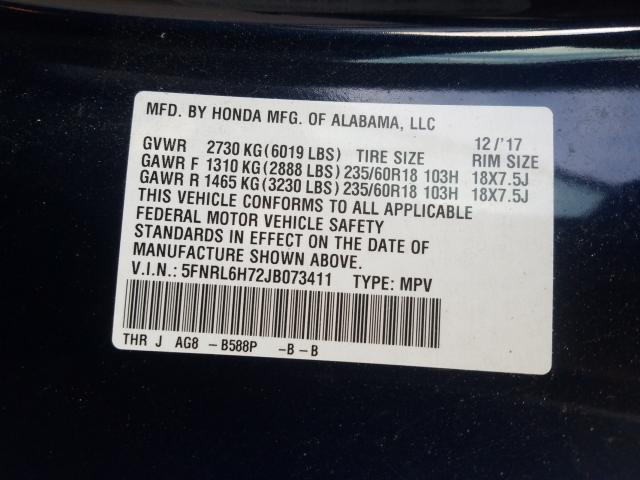 MFD. BY HONDA MFG. OF ALABAMA, LLC
GVWR 2730 KG(6019 LBS) TIRE SIZE 12/'17 RIM SIZE
GAWR F 1310 KG(2888 LBS) 235/60R18 103H 18X7.5J
GAWR R 1465 KG(3230 LBS) 235/60R18 103H 18X7.5J
THIS VEHICLE CONFORMS TO ALL APPLICABLE
FEDERAL MOTOR VEHICLE SAFETY
STANDARDS IN EFFECT ON THE DATE OF
MANUFACTURE SHOWN ABOVE.
V.I.N.: 5FNRL6H72JB073411 TYPE: MPV
THR J AG8 -B588P -B-B